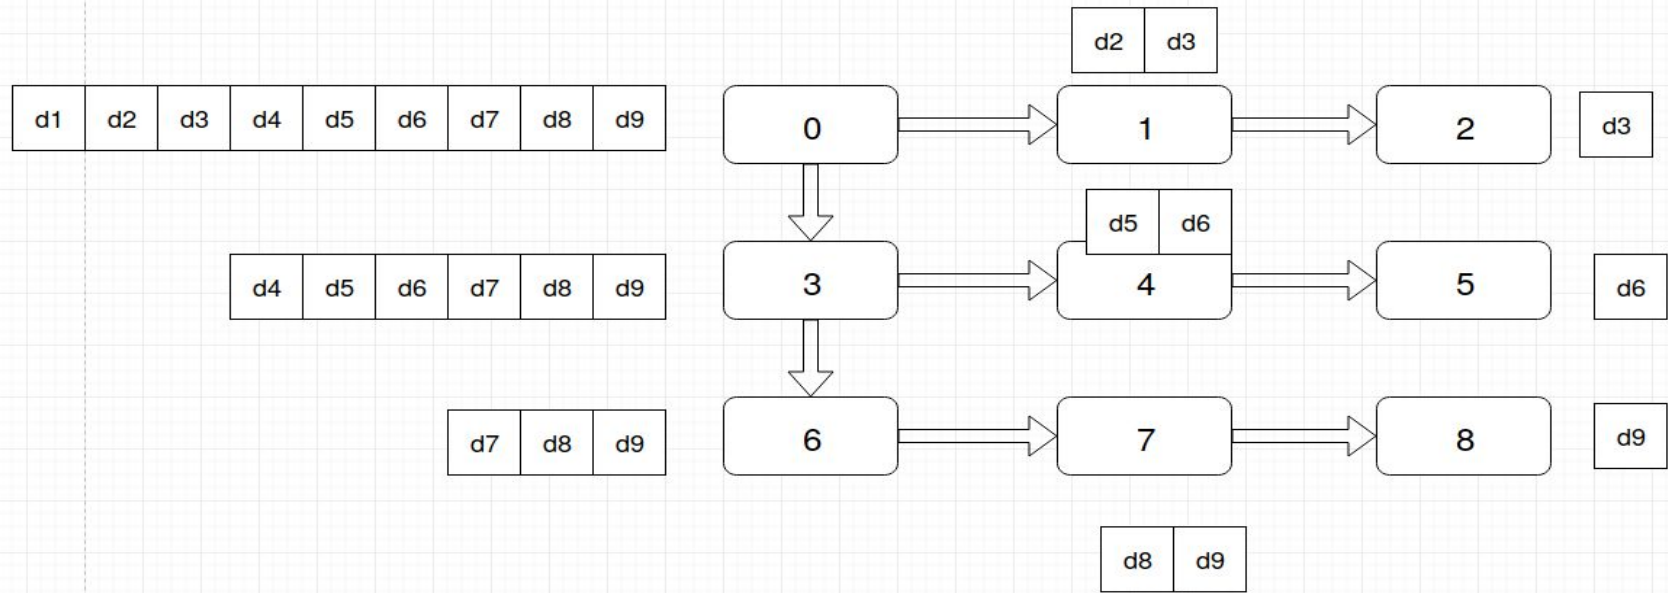 d2 d3
d1 d2 d3 d4 d5 d6 d7 d8 d9 0 1 2 d3
d5 d6
d4 d5 d6 d7 d8 d9 3 4 5 d6
d7 d8 d9 6 7 8 d9
d8 d9